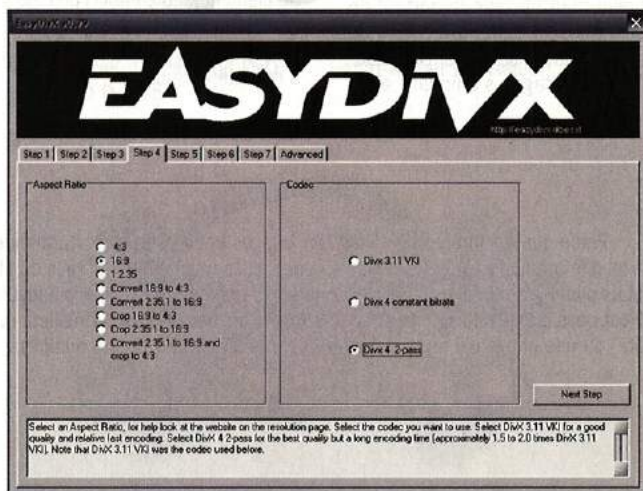 EASYDiVX
Step 1 Step 2 Step 3 Step 4 Step 5 Step 6 Step 7 Advanced
Aspect Ratio
4:3
16:9
1:2.35
Convert 16:9 to 4:3
Convert 2.35:1 to 16:9
Crop 16:9 to 4:3
Crop 2.35:1 to 16:9
Convert 2.35:1 to 16:9 and
crop to 4:3
Codec
Divx 3.11 VKI
Divx 4 constant bitrate
Divx 4 2-pass
Next Step
Select an Aspect Ratio, for help look at the website on the resolution page. Select the codec you want to use. Select DivX 3.11 VKI for a good
quality and relative fast encoding. Select DivX 4 2-pass for the best quality but a long encoding time (approximately 1.5 to 2.0 times DivX 3.11
VKI). Note that DivX 3.11 VKI was the codec used before.